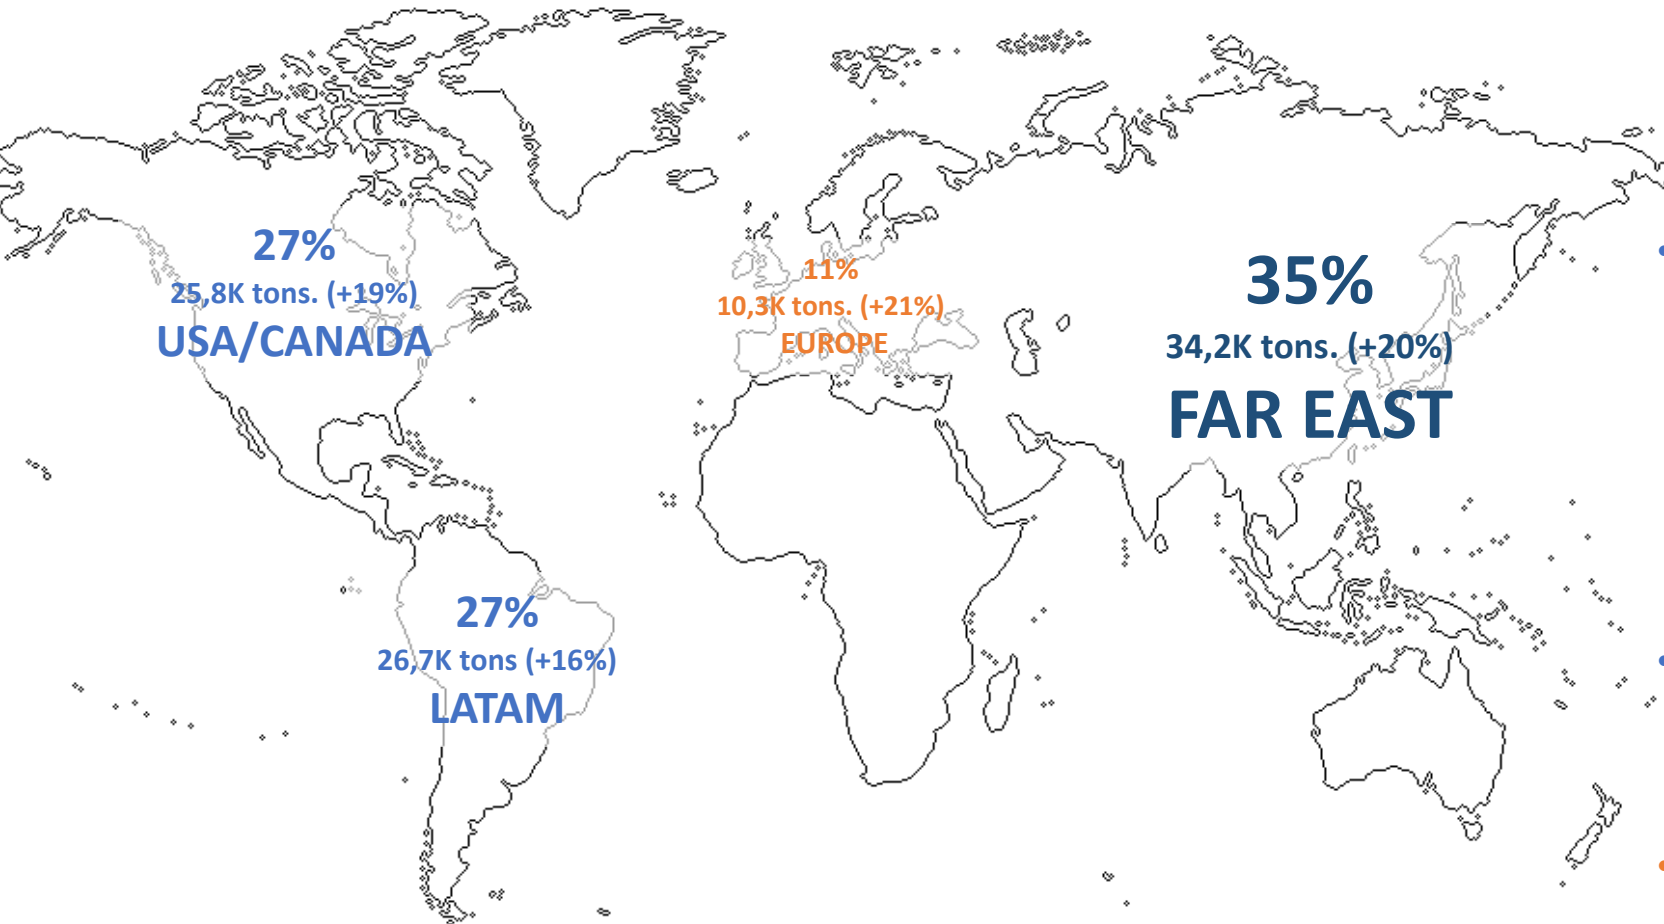 27%
25,8K tons. (+19%)
USA/CANADA
11%
10,3K tons. (+21%)
EUROPE
35%
34,2K tons. (+20%)
FAR EAST
27%
26,7K tons (+16%)
LATAM